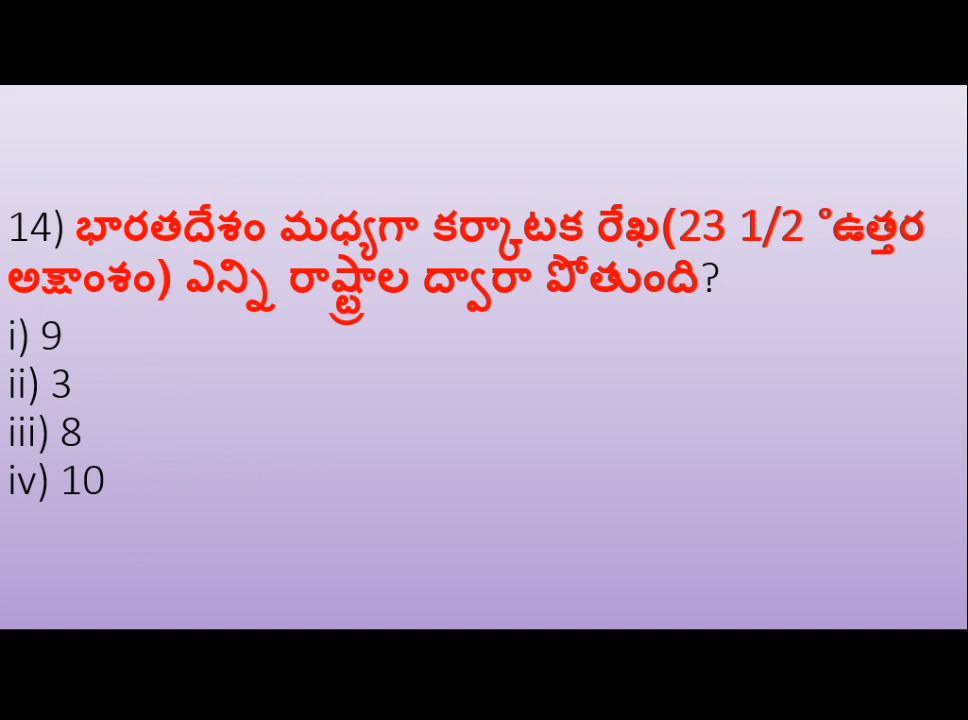 14) భారతదేశం మధ్యగా కర్కాటక రేఖ(23 1/2 °ఉత్తర
అక్షాంశం) ఎన్ని రాష్ట్రాల ద్వారా పోతుంది?
i) 9
ii) 3
iii) 8
iv) 10